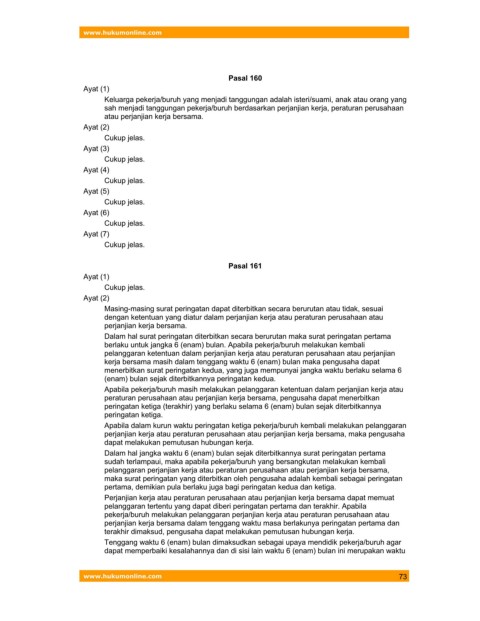 www.hukumonline.com
Pasal 160
Ayat (1)
Keluarga pekerja/buruh yang menjadi tanggungan adalah isteri/suami, anak atau orang yang
sah menjadi tanggungan pekerja/buruh berdasarkan perjanjian kerja, peraturan perusahaan
atau perjanjian kerja bersama.
Ayat (2)
Cukup jelas.
Ayat (3)
Cukup jelas.
Ayat (4)
Cukup jelas.
Ayat (5)
Cukup jelas.
Ayat (6)
Cukup jelas.
Ayat (7)
Cukup jelas.
Pasal 161
Ayat (1)
Cukup jelas.
Ayat (2)
Masing-masing surat peringatan dapat diterbitkan secara berurutan atau tidak, sesuai
dengan ketentuan yang diatur dalam perjanjian kerja atau peraturan perusahaan atau
perjanjian kerja bersama.
Dalam hal surat peringatan diterbitkan secara berurutan maka surat peringatan pertama
berlaku untuk jangka 6 (enam) bulan. Apabila pekerja/buruh melakukan kembali
pelanggaran ketentuan dalam perjanjian kerja atau peraturan perusahaan atau perjanjian
kerja bersama masih dalam tenggang waktu 6 (enam) bulan maka pengusaha dapat
menerbitkan surat peringatan kedua, yang juga mempunyai jangka waktu berlaku selama 6
(enam) bulan sejak diterbitkannya peringatan kedua.
Apabila pekerja/buruh masih melakukan pelanggaran ketentuan dalam perjanjian kerja atau
peraturan perusahaan atau perjanjian kerja bersama, pengusaha dapat menerbitkan
peringatan ketiga (terakhir) yang berlaku selama 6 (enam) bulan sejak diterbitkannya
peringatan ketiga.
Apabila dalam kurun waktu peringatan ketiga pekerja/buruh kembali melakukan pelanggaran
perjanjian kerja atau peraturan perusahaan atau perjanjian kerja bersama, maka pengusaha
dapat melakukan pemutusan hubungan kerja.
Dalam hal jangka waktu 6 (enam) bulan sejak diterbitkannya surat peringatan pertama
sudah terlampaui, maka apabila pekerja/buruh yang bersangkutan melakukan kembali
pelanggaran perjanjian kerja atau peraturan perusahaan atau perjanjian kerja bersama,
maka surat peringatan yang diterbitkan oleh pengusaha adalah kembali sebagai peringatan
pertama, demikian pula berlaku juga bagi peringatan kedua dan ketiga.
Perjanjian kerja atau peraturan perusahaan atau perjanjian kerja bersama dapat memuat
pelanggaran tertentu yang dapat diberi peringatan pertama dan terakhir. Apabila
pekerja/buruh melakukan pelanggaran perjanjian kerja atau peraturan perusahaan atau
perjanjian kerja bersama dalam tenggang waktu masa berlakunya peringatan pertama dan
terakhir dimaksud, pengusaha dapat melakukan pemutusan hubungan kerja.
Tenggang waktu 6 (enam) bulan dimaksudkan sebagai upaya mendidik pekerja/buruh agar
dapat memperbaiki kesalahannya dan di sisi lain waktu 6 (enam) bulan ini merupakan waktu
www.hukumonline.com 73